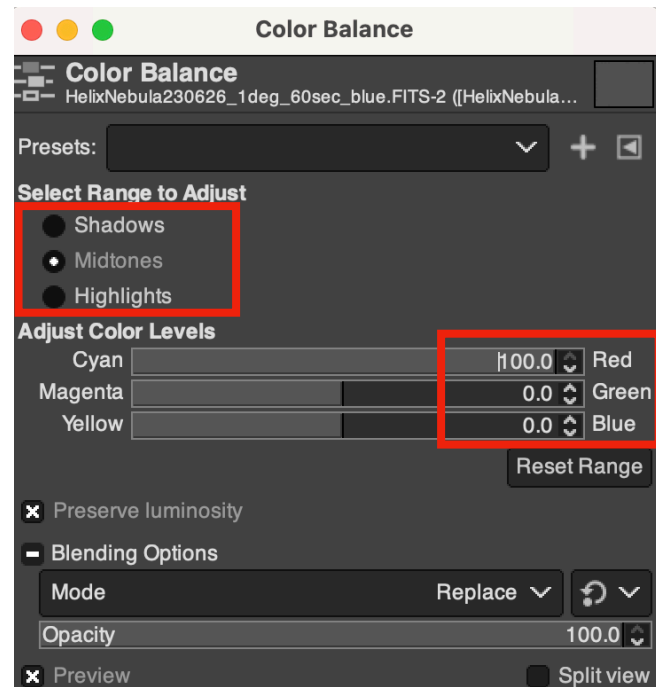 Color Balance
Color Balance
HelixNebula230626_1deg_60sec_blue.FITS-2 ([HelixNebula...
Presets:
Select Range to Adjust
Shadows
Midtones
Highlights
Adjust Color Levels
Cyan 100.0 Red
Magenta 0.0 Green
Yellow 0.0 Blue
Reset Range
Preserve luminosity
Blending Options
Mode Replace
Opacity 100.0
Preview Split view